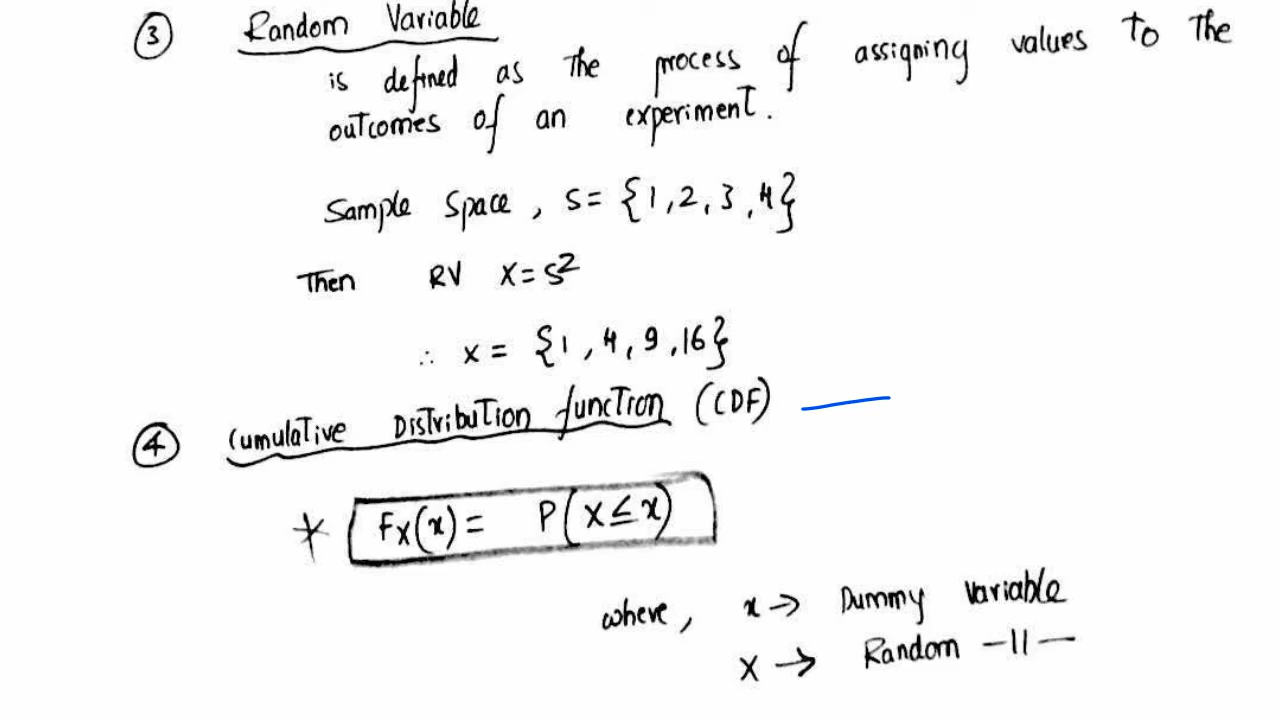 ③ Random Variable
is defined as the process of assigning values to the
outcomes of an experiment.
Sample Space, S= {1,2,3,4}
Then RV X=S²
∴ X = {1,4,9,16}
④ Cumulative Distribution function (CDF)
* Fx(x)= P(X≤x)
where, x → Dummy Variable
X → Random -||-